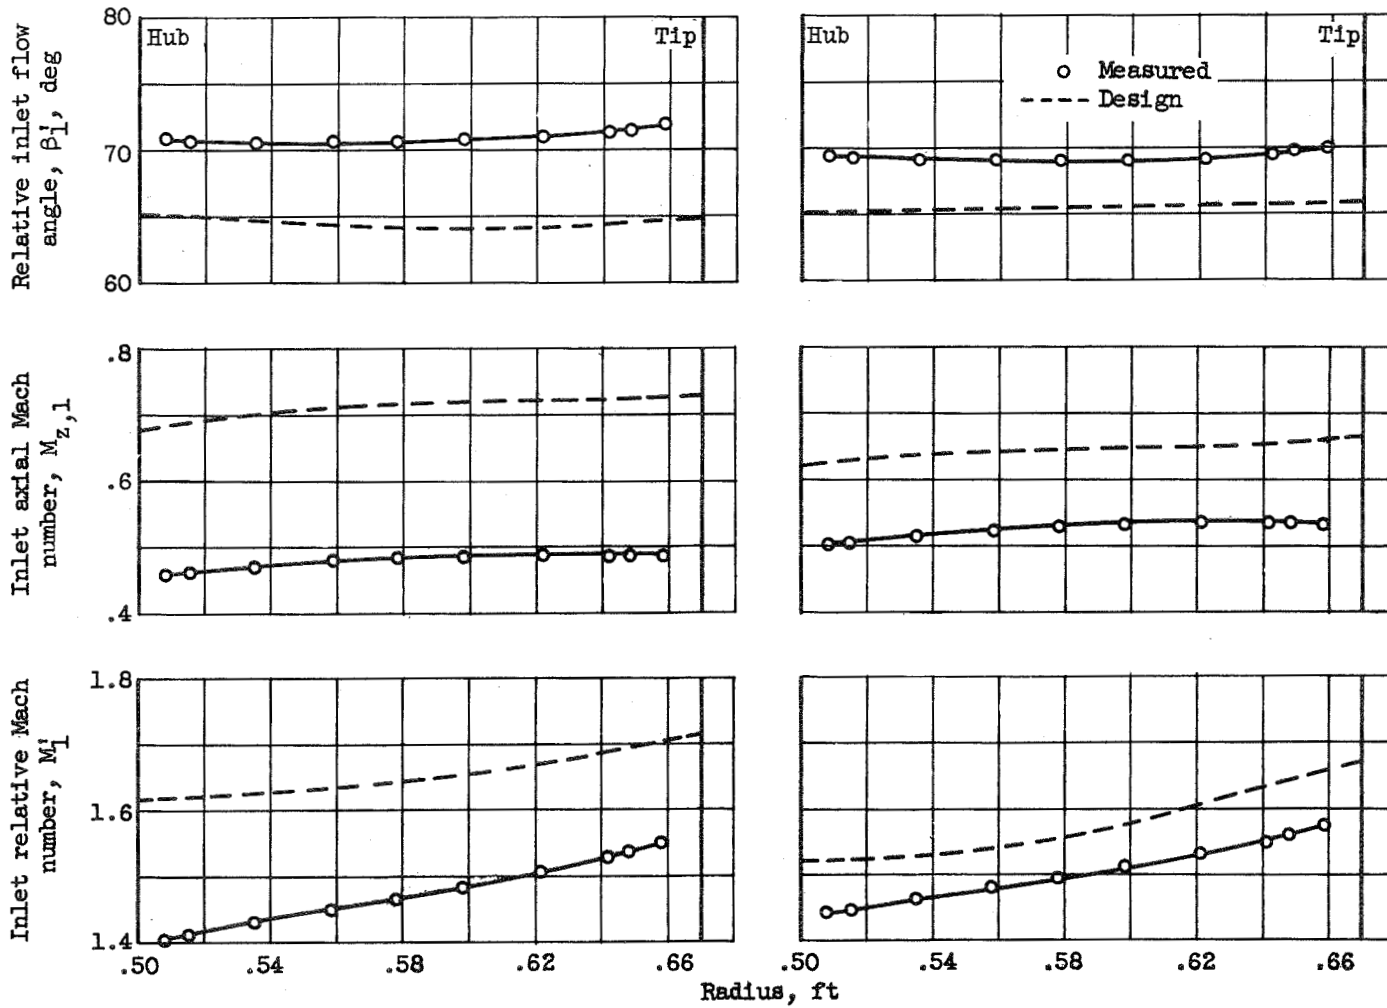 80
70
60
Relative inlet flow
angle, β'1, deg
Hub
Tip
Hub
Tip
Measured
Design
.8
.6
.4
Inlet axial Mach
number, Mz,1
1.8
1.6
1.4
Inlet relative Mach
number, M'1
.50
.54
.58
.62
.66
.50
.54
.58
.62
.66
Radius, ft